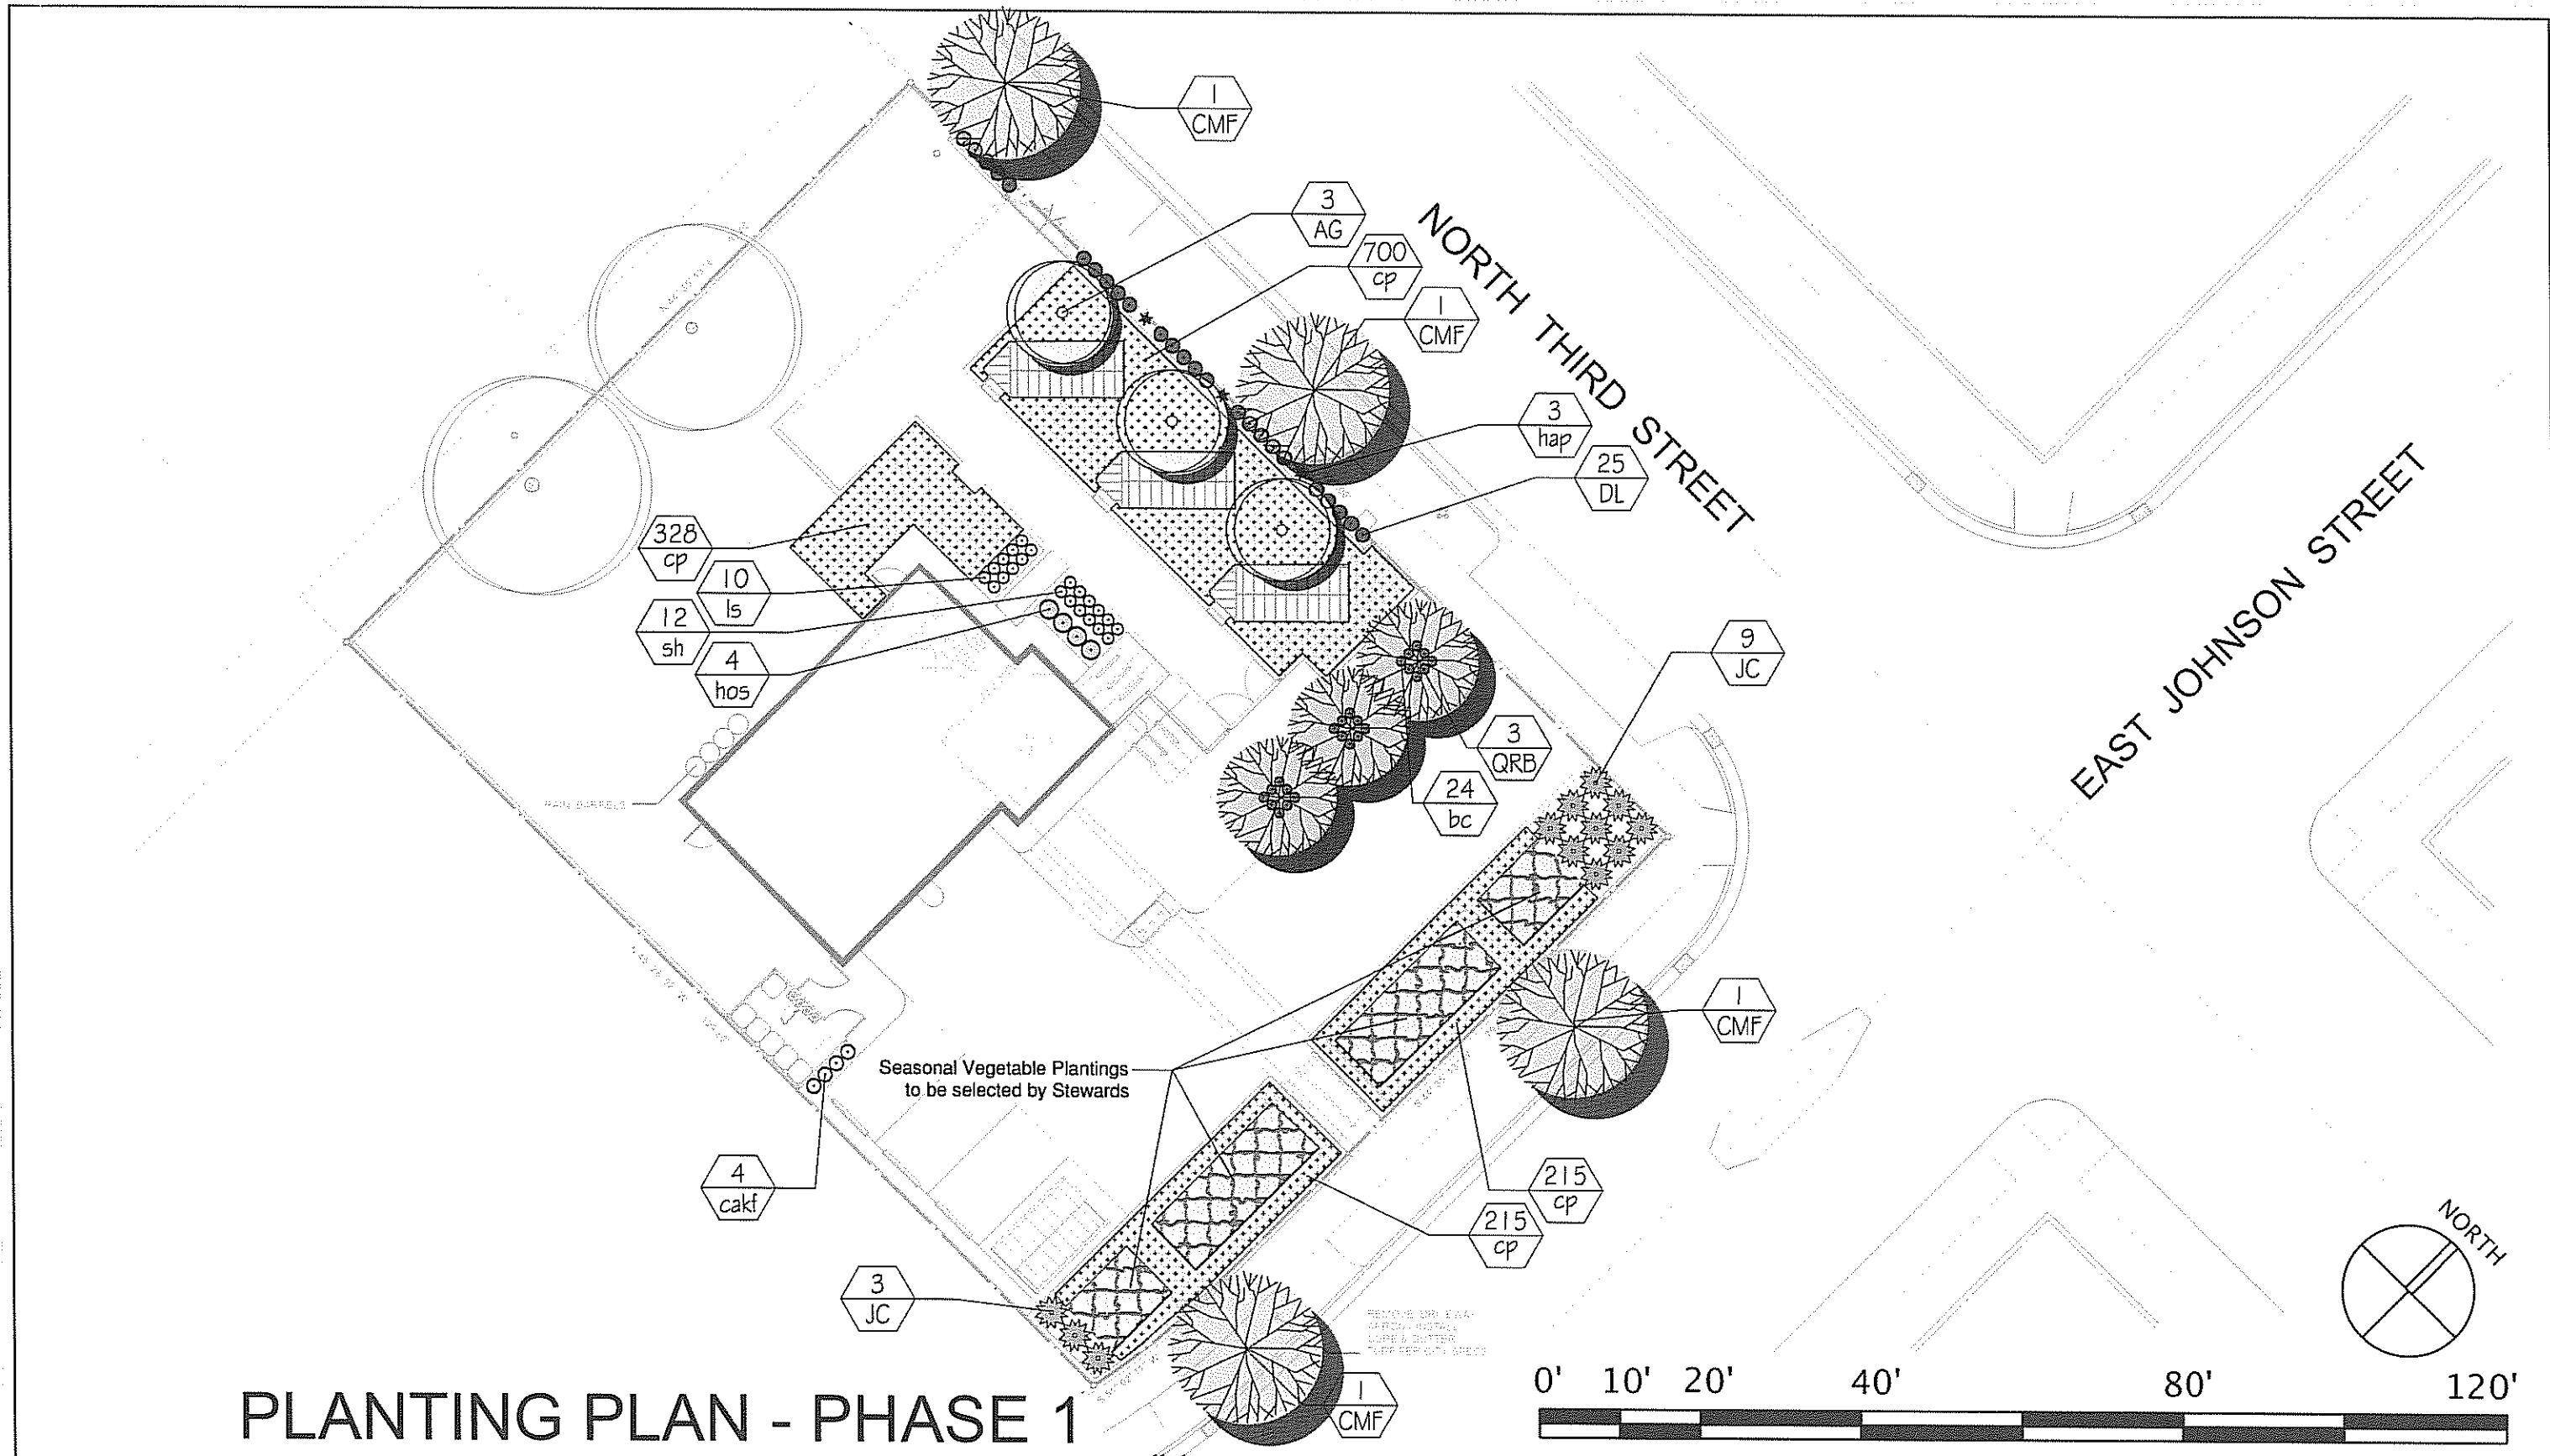 1
CMF
3
AG
700
cp
1
CMF
NORTH THIRD STREET
3
hap
25
DL
328
cp
10
ls
12
sh
4
hos
EAST JOHNSON STREET
9
JC
3
QRB
24
bc
RAIN BARRELS
1
CMF
Seasonal Vegetable Plantings
to be selected by Stewards
4
cakf
215
cp
215
cp
3
JC
NORTH
1
CMF
0' 10' 20' 40' 80' 120'
PLANTING PLAN - PHASE 1